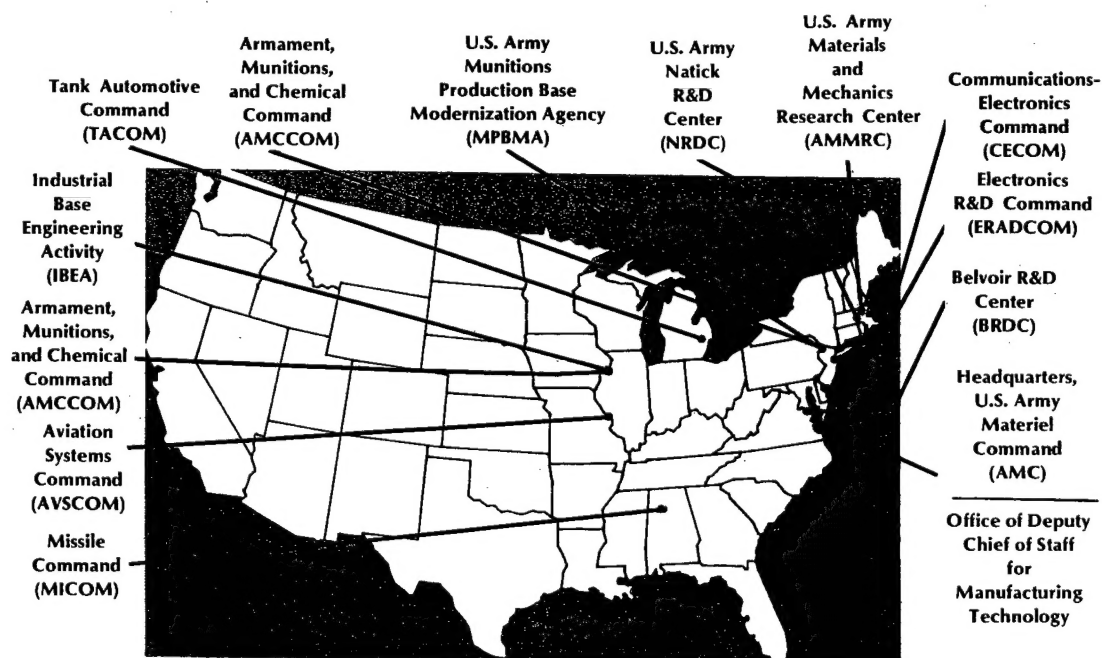 Tank Automotive
Command
(TACOM)
Armament,
Munitions,
and Chemical
Command
(AMCCOM)
U.S. Army
Munitions
Production Base
Modernization Agency
(MPBMA)
U.S. Army
Natick
R&D
Center
(NRDC)
U.S. Army
Materials
and
Mechanics
Research Center
(AMMRC)
Communications-
Electronics
Command
(CECOM)
Electronics
R&D Command
(ERADCOM)
Belvoir R&D
Center
(BRDC)
Headquarters,
U.S. Army
Materiel
Command
(AMC)
Office of Deputy
Chief of Staff
for
Manufacturing
Technology
Industrial
Base
Engineering
Activity
(IBEA)
Armament,
Munitions,
and Chemical
Command
(AMCCOM)
Aviation
Systems
Command
(AVSCOM)
Missile
Command
(MICOM)